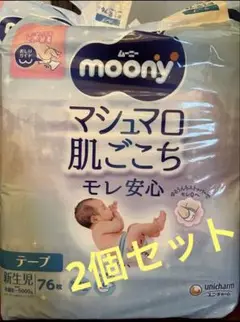 ムーニー
moony
マシュマロ
肌ごこち
モレ安心
テープ
新生児
76枚
2個セット
unicharm
ユニ・チャーム